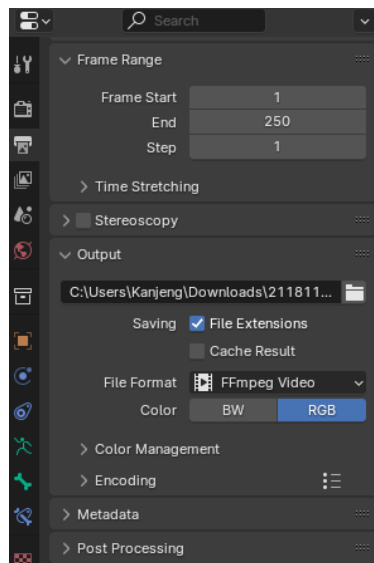 Search
Frame Range
Frame Start 1
End 250
Step 1
Time Stretching
Stereoscopy
Output
C:\Users\Kanjeng\Downloads\211811...
Saving File Extensions
Cache Result
File Format FFmpeg Video
Color BW RGB
Color Management
Encoding
Metadata
Post Processing